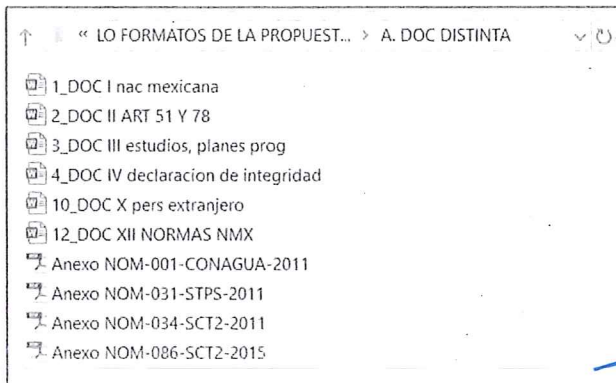 « LO FORMATOS DE LA PROPUEST... > A. DOC DISTINTA
1_DOC I nac mexicana
2_DOC II ART 51 Y 78
3_DOC III estudios, planes prog
4_DOC IV declaracion de integridad
10_DOC X pers extranjero
12_DOC XII NORMAS NMX
Anexo NOM-001-CONAGUA-2011
Anexo NOM-031-STPS-2011
Anexo NOM-034-SCT2-2011
Anexo NOM-086-SCT2-2015